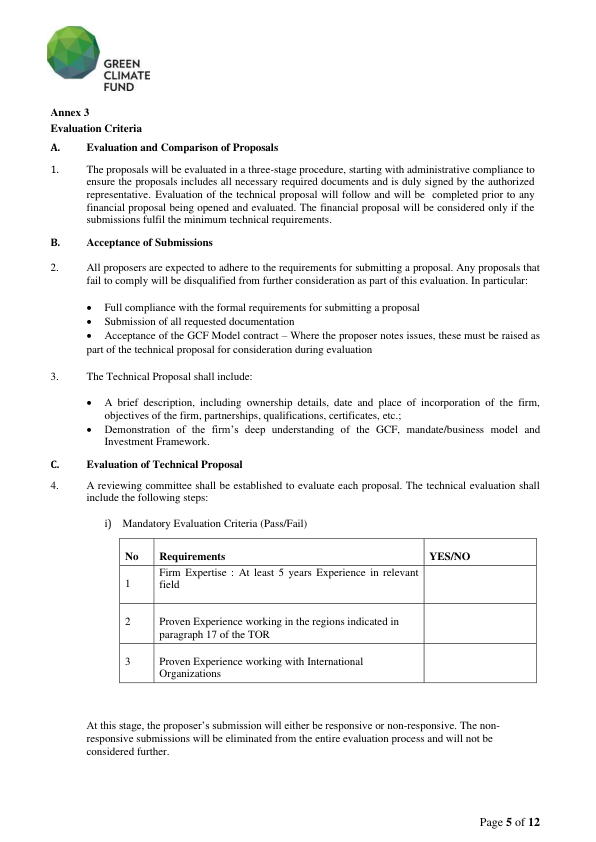 GREEN
CLIMATE
FUND
Annex 3
Evaluation Criteria
A. Evaluation and Comparison of Proposals
1. The proposals will be evaluated in a three-stage procedure, starting with administrative compliance to
ensure the proposals includes all necessary required documents and is duly signed by the authorized
representative. Evaluation of the technical proposal will follow and will be completed prior to any
financial proposal being opened and evaluated. The financial proposal will be considered only if the
submissions fulfil the minimum technical requirements.
B. Acceptance of Submissions
2. All proposers are expected to adhere to the requirements for submitting a proposal. Any proposals that
fail to comply will be disqualified from further consideration as part of this evaluation. In particular:
• Full compliance with the formal requirements for submitting a proposal
• Submission of all requested documentation
• Acceptance of the GCF Model contract – Where the proposer notes issues, these must be raised as
part of the technical proposal for consideration during evaluation
3. The Technical Proposal shall include:
• A brief description, including ownership details, date and place of incorporation of the firm,
objectives of the firm, partnerships, qualifications, certificates, etc.;
• Demonstration of the firm's deep understanding of the GCF, mandate/business model and
Investment Framework.
C. Evaluation of Technical Proposal
4. A reviewing committee shall be established to evaluate each proposal. The technical evaluation shall
include the following steps:
i) Mandatory Evaluation Criteria (Pass/Fail)
No Requirements YES/NO
1 Firm Expertise : At least 5 years Experience in relevant
field
2 Proven Experience working in the regions indicated in
paragraph 17 of the TOR
3 Proven Experience working with International
Organizations
At this stage, the proposer's submission will either be responsive or non-responsive. The non-
responsive submissions will be eliminated from the entire evaluation process and will not be
considered further.
Page 5 of 12